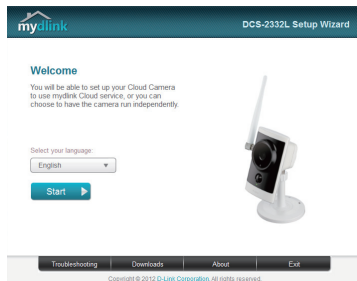 mydlink
DCS-2332L Setup Wizard
Welcome
You will be able to set up your Cloud Camera
to use mydlink Cloud service, or you can
choose to have the camera run independently.
Select your language:
English
Start
Troubleshooting Downloads About Exit
Copyright © 2012 D-Link Corporation. All rights reserved.